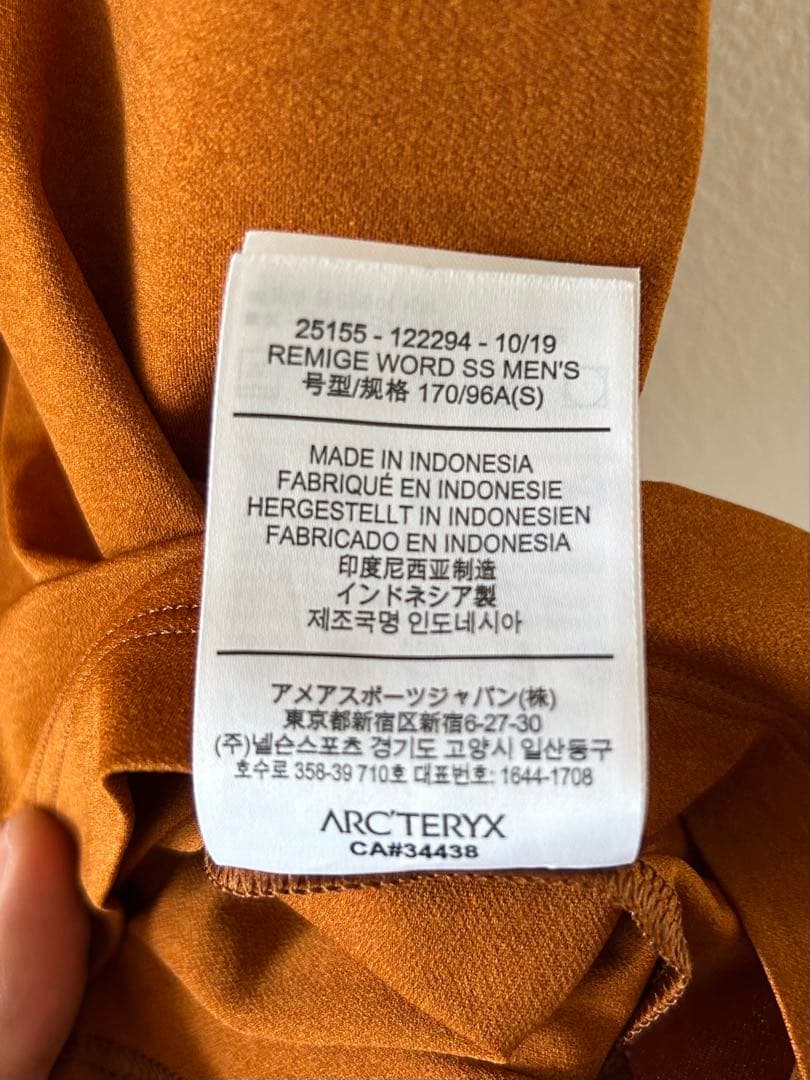 25155 - 122294 - 10/19
REMIGE WORD SS MEN'S
号型/规格 170/96A(S)
MADE IN INDONESIA
FABRIQUÉ EN INDONESIE
HERGESTELLT IN INDONESIEN
FABRICADO EN INDONESIA
印度尼西亚制造
インドネシア製
제조국명 인도네시아
アメアスポーツジャパン(株)
東京都新宿区新宿6-27-30
(주)넬슨스포츠 경기도 고양시 일산동구
호수로 358-39 710호 대표번호: 1644-1708
ARC'TERYX
CA#34438